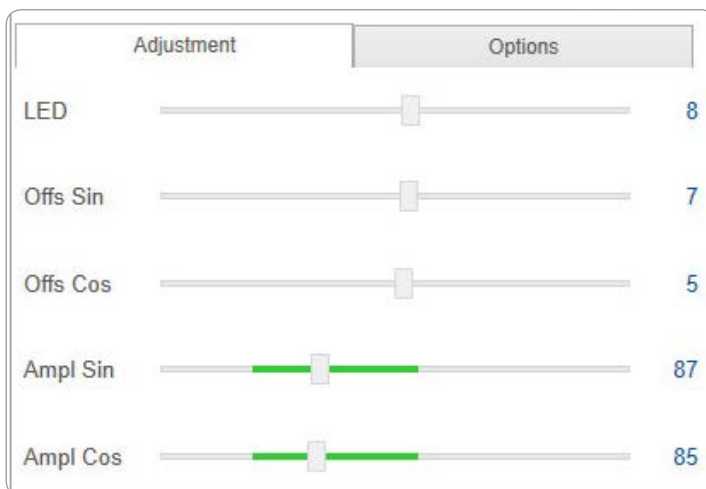 Adjustment Options
LED 8
Offs Sin 7
Offs Cos 5
Ampl Sin 87
Ampl Cos 85